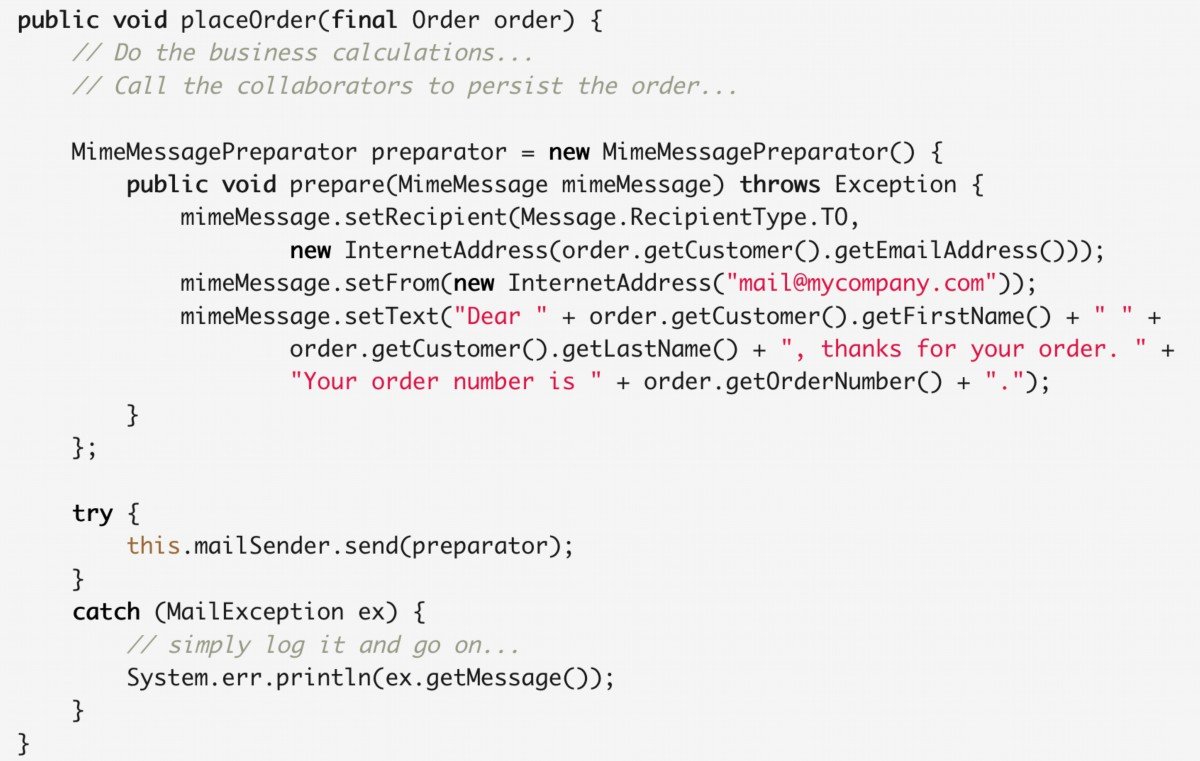 public void placeOrder(final Order order) {
    // Do the business calculations...
    // Call the collaborators to persist the order...

    MimeMessagePreparator preparator = new MimeMessagePreparator() {
        public void prepare(MimeMessage mimeMessage) throws Exception {
            mimeMessage.setRecipient(Message.RecipientType.TO,
                    new InternetAddress(order.getCustomer().getEmailAddress()));
            mimeMessage.setFrom(new InternetAddress("mail@mycompany.com"));
            mimeMessage.setText("Dear " + order.getCustomer().getFirstName() + " " +
                    order.getCustomer().getLastName() + ", thanks for your order. " +
                    "Your order number is " + order.getOrderNumber() + ".");
        }
    };

    try {
        this.mailSender.send(preparator);
    }
    catch (MailException ex) {
        // simply log it and go on...
        System.err.println(ex.getMessage());
    }
}